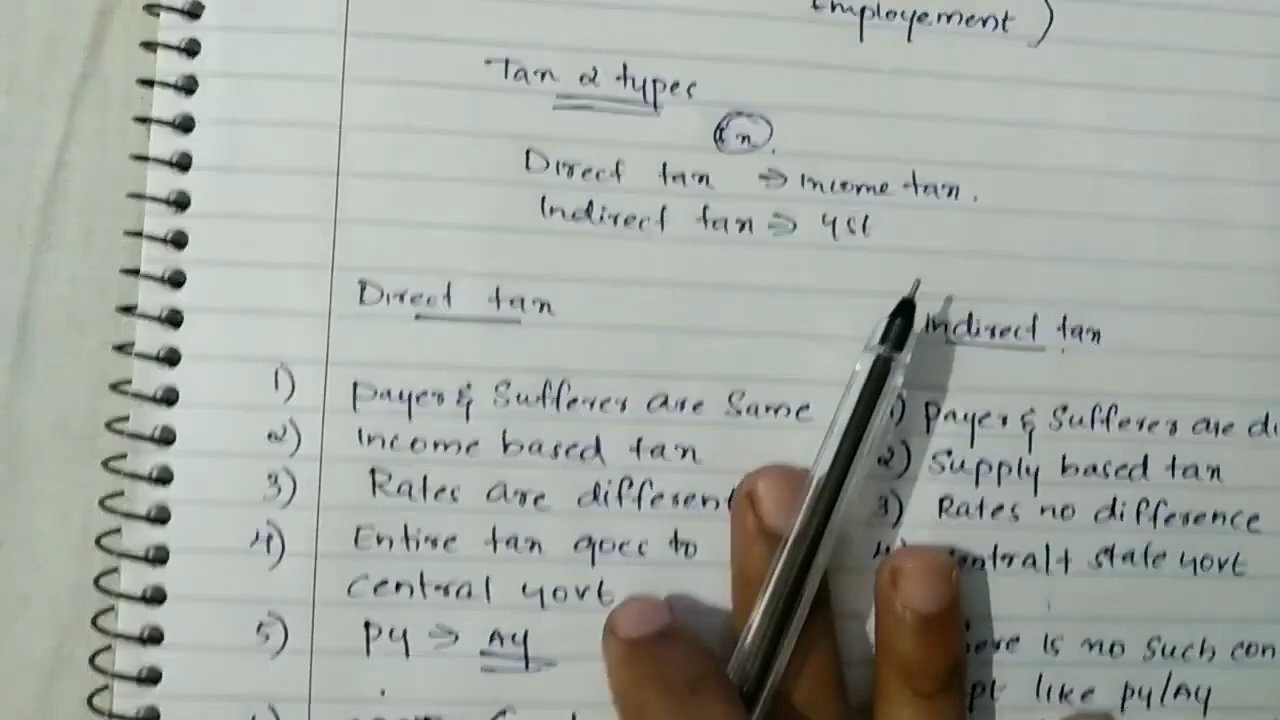 Employement)
Tax 2 types
Direct tax ⇒ Income tax.
Indirect tax ⇒ GST
Direct tax
1) Payer & Sufferer are Same
2) Income based tax
3) Rates are different
4) Entire tax goes to
central govt
5) PY ⇒ AY
Indirect tax
1) Payer & Sufferer are di
2) Supply based tax
3) Rates no difference
state govt
is no such con
like PY/AY